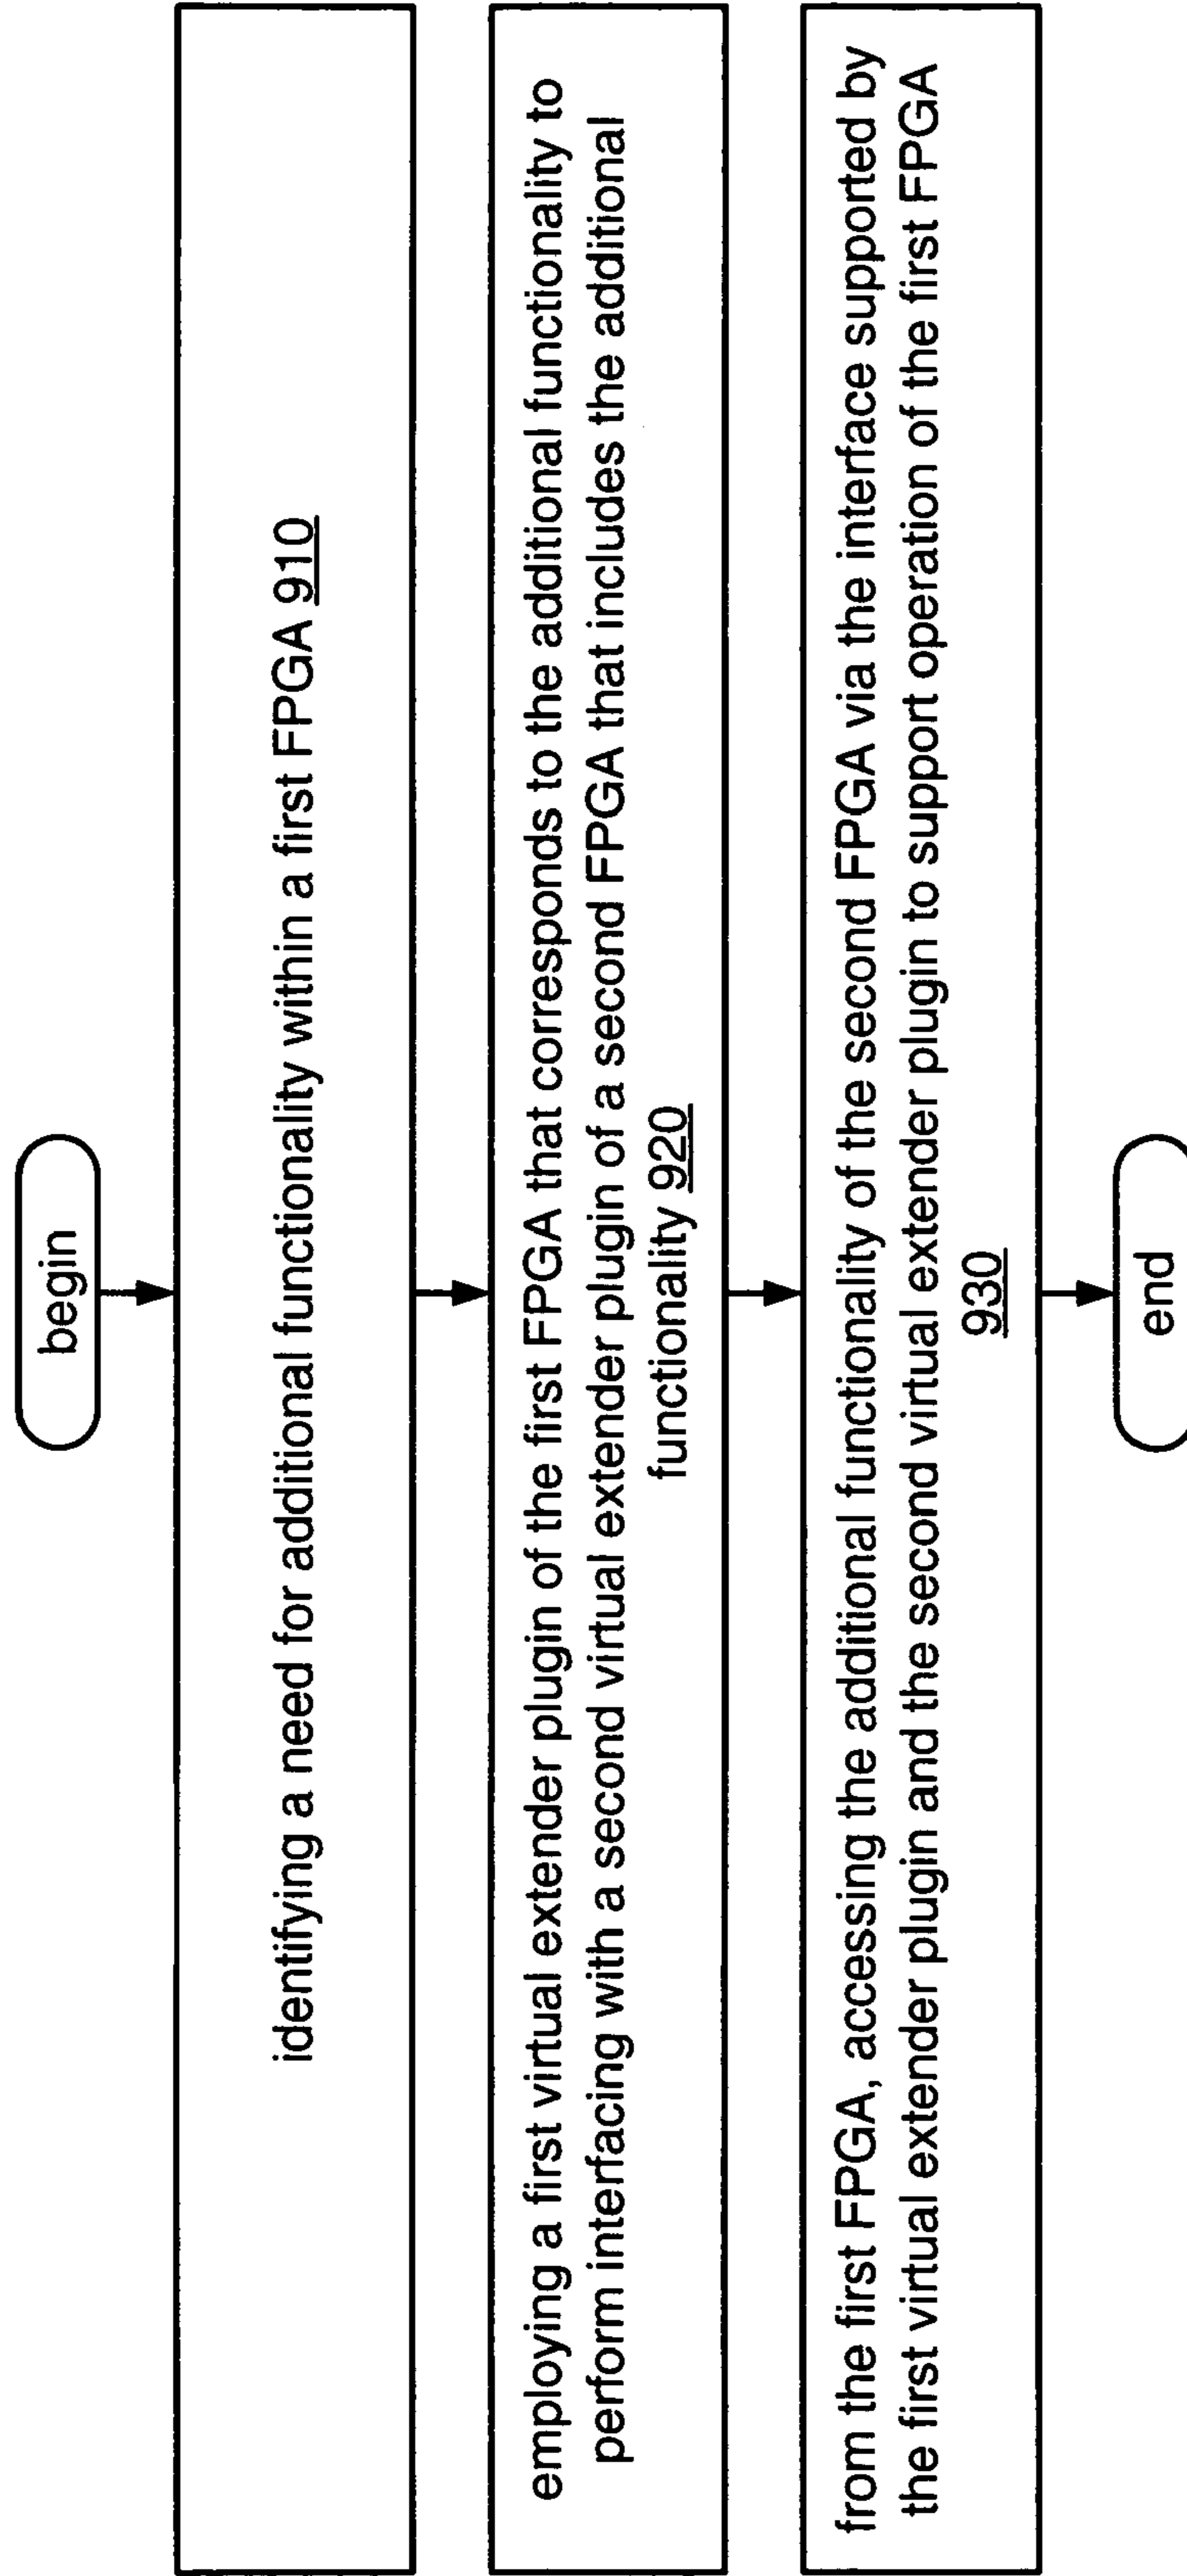 begin
identifying a need for additional functionality within a first FPGA 910
employing a first virtual extender plugin of the first FPGA that corresponds to the additional functionality to
perform interfacing with a second virtual extender plugin of a second FPGA that includes the additional
functionality 920
from the first FPGA, accessing the additional functionality of the second FPGA via the interface supported by
the first virtual extender plugin and the second virtual extender plugin to support operation of the first FPGA
930
end